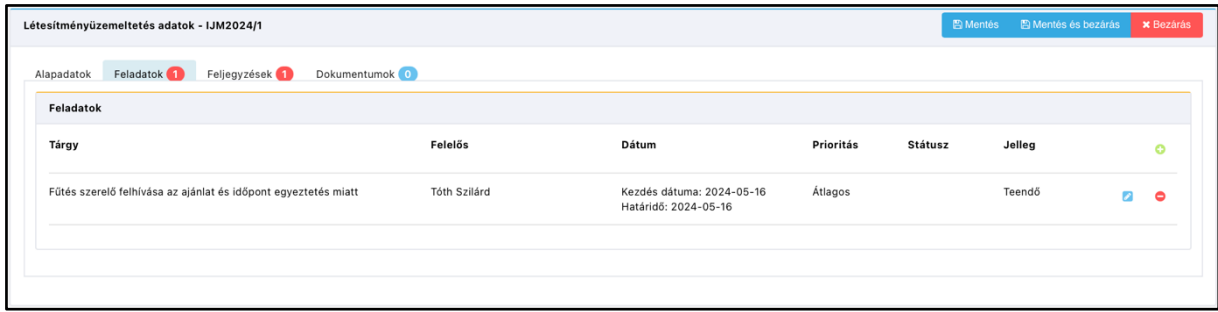 Létesítményüzemeltetés adatok - IJM2024/1
Mentés
Mentés és bezárás
Bezárás
Alapadatok
Feladatok 1
Feljegyzések 1
Dokumentumok 0
Feladatok
Tárgy
Felelős
Dátum
Prioritás
Státusz
Jelleg
Fűtés szerelő felhívása az ajánlat és időpont egyeztetés miatt
Tóth Szilárd
Kezdés dátuma: 2024-05-16
Határidő: 2024-05-16
Átlagos
Teendő